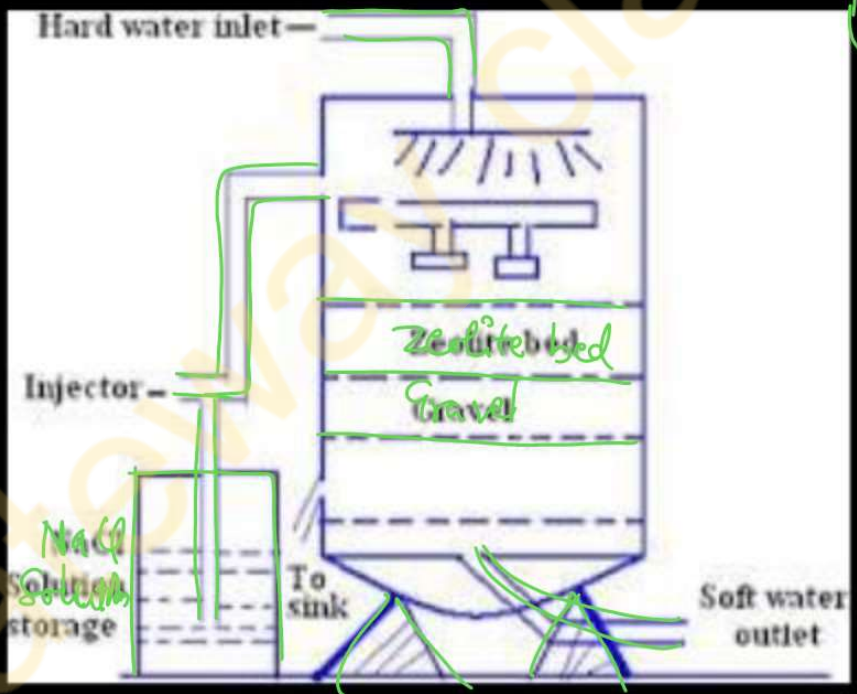 Hard water inlet
Zeolite bed
Injector
Gravel
NaCl
Solution
storage
To
sink
Soft water
outlet